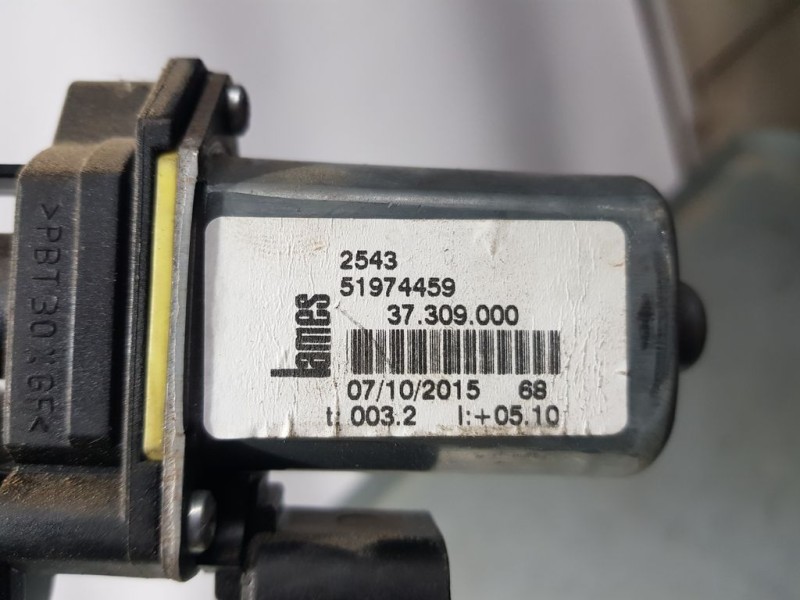 2543
51974459
37.309.000
lames
07/10/2015 68
t: 003.2 l:+05.10
>PBT 30% GF<